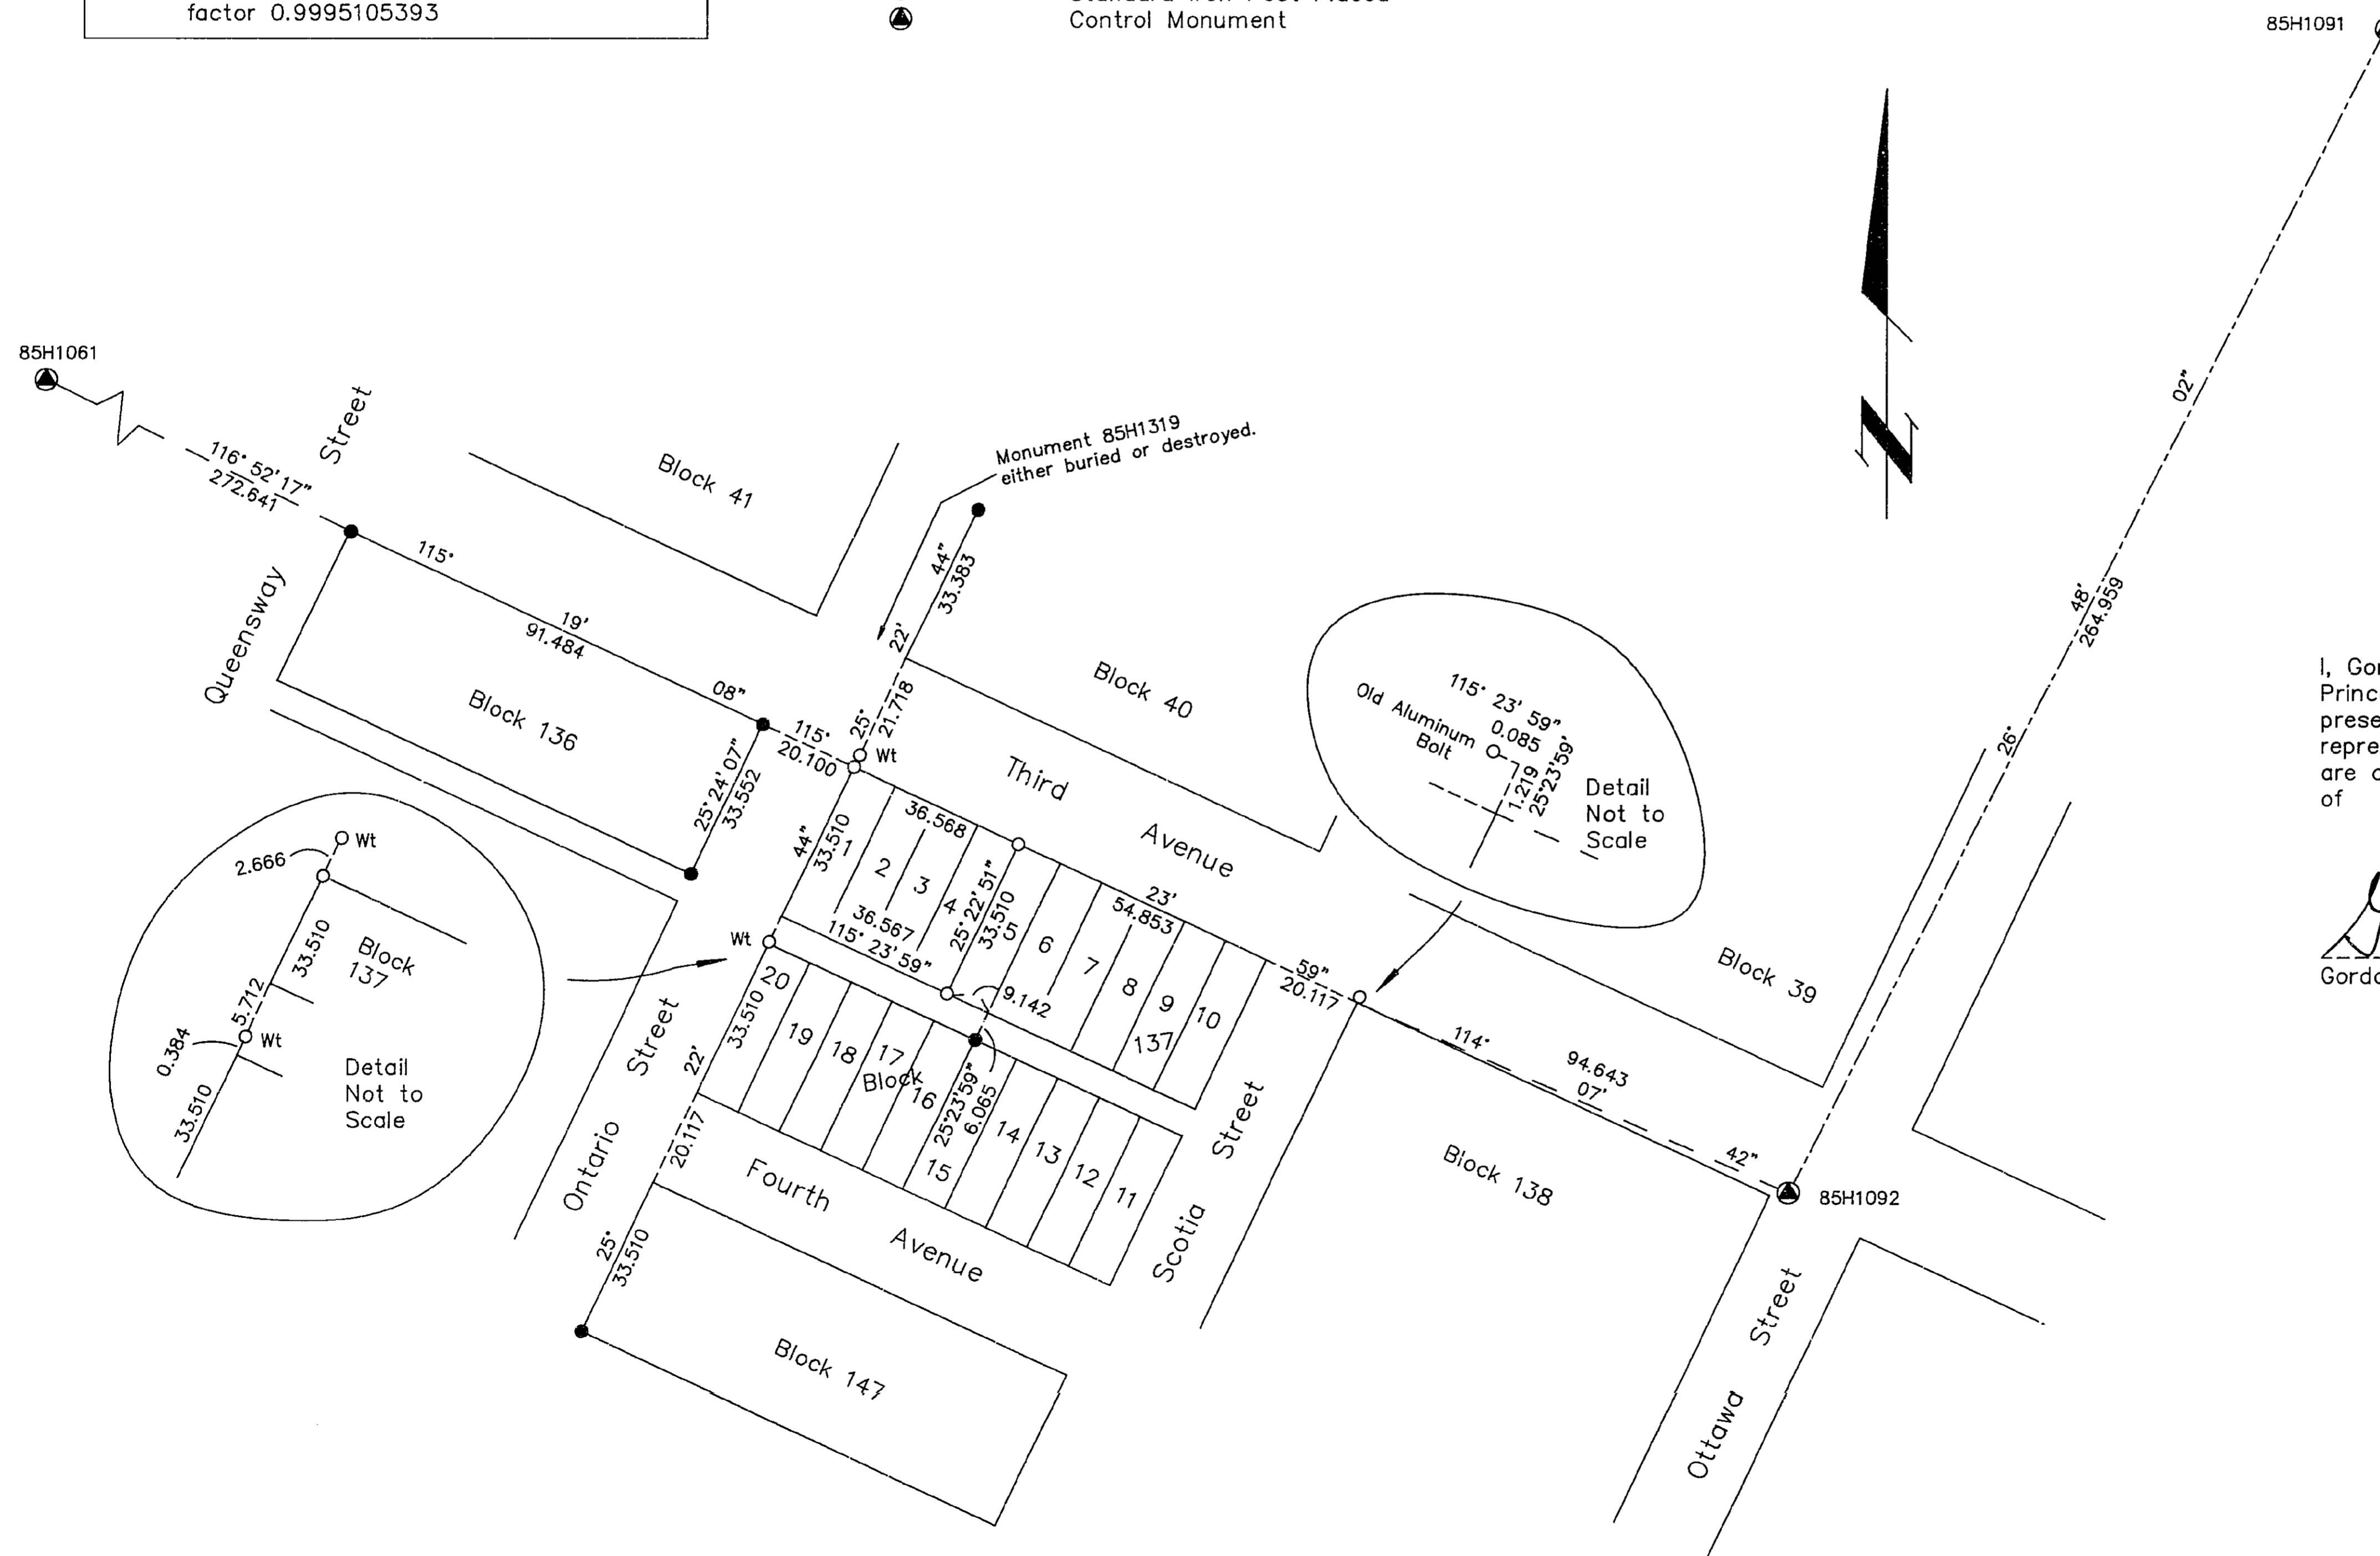 factor 0.9995105393
Control Monument
85H1091
85H1061
116° 52' 17"
272.641
Street
Queensway
Block 41
Monument 85H1319
either buried or destroyed.
44"
33.383
22'
25°
21.718
Wt
115°
19'
91.484
08"
Block 136
115°
20.100
25°24'07"
33.552
Block 40
Third
Avenue
115° 23' 59"
0.085
Old Aluminum
Bolt
1.219
25°23'59"
Detail
Not to
Scale
02"
48'
264.959
26°
I, Gor
Princ
prese
repre
are c
of
Gordo
2.666
Wt
33.510
Block
137
5.712
0.384
Wt
33.510
Detail
Not to
Scale
44"
33.510
1
2
3
4
36.568
36.567
115° 23' 59"
25° 22' 51"
33.510
5
6
7
8
9
10
137
23'
54.853
59"
20.117
9.142
Wt
20
19
18
17
16
15
14
13
12
11
Block
33.510
22'
25°23'59"
6.065
Ontario
Street
20.117
Fourth
Avenue
25°
33.510
Block 147
Scotia
Street
Block 39
114°
94.643
07'
42"
85H1092
Block 138
Ottawa
Street
N